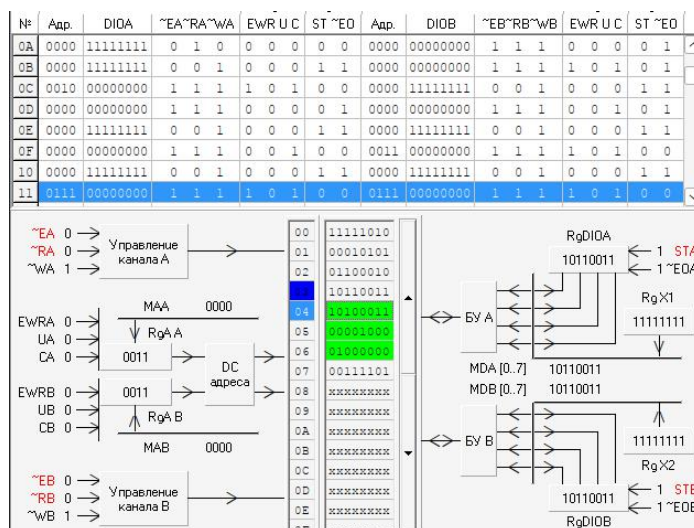 № Адр. DIOA ~EA~RA~WA EWR U C ST ~EO Адр. DIOB ~EB~RB~WB EWR U C ST ~EO
0A 0000 11111111 0 1 0 0 0 0 0 1 0000 00000000 1 1 1 0 0 0 0 1
0B 0000 11111111 0 0 1 0 0 0 1 1 0000 00000000 1 1 1 1 0 1 0 1
0C 0010 00000000 1 1 1 1 0 1 0 0 0000 11111111 0 0 1 0 0 0 1 1
0D 0000 00000000 1 1 1 0 0 0 0 1 0000 00000000 1 1 1 0 0 1 0 1
0E 0000 11111111 0 0 1 0 0 0 1 1 0000 11111111 0 0 1 0 0 0 1 1
0F 0000 00000000 1 1 1 0 0 1 0 0 0011 00000000 1 1 1 1 0 1 0 0
10 0000 11111111 0 0 1 0 0 0 1 1 0000 11111111 0 0 1 0 0 0 1 1
11 0111 00000000 1 1 1 1 0 1 0 0 0111 00000000 1 1 1 1 0 1 0 0
~EA 0
~RA 0
~WA 1
Управление
канала A
MAA 0000
EWRA 0
UA 0
CA 0
RgA A
0011
DC
адреса
EWRB 0
UB 0
CB 0
0011
RgA B
MAB 0000
~EB 0
~RB 0
~WB 1
Управление
канала B
00 11111010
01 00010101
02 01100010
10110011
04 10100011
05 00001000
06 01000000
07 00111101
08 xxxxxxxx
09 xxxxxxxx
0A xxxxxxxx
0B xxxxxxxx
0C xxxxxxxx
0D xxxxxxxx
0E xxxxxxxx
RgDIOA
10110011
1 STA
1 ~EOA
БУ A
Rg X1
11111111
MDA [0..7] 10110011
MDB [0..7] 10110011
БУ B
11111111
Rg X2
10110011
1 STB
1 ~EOB
RgDIOB